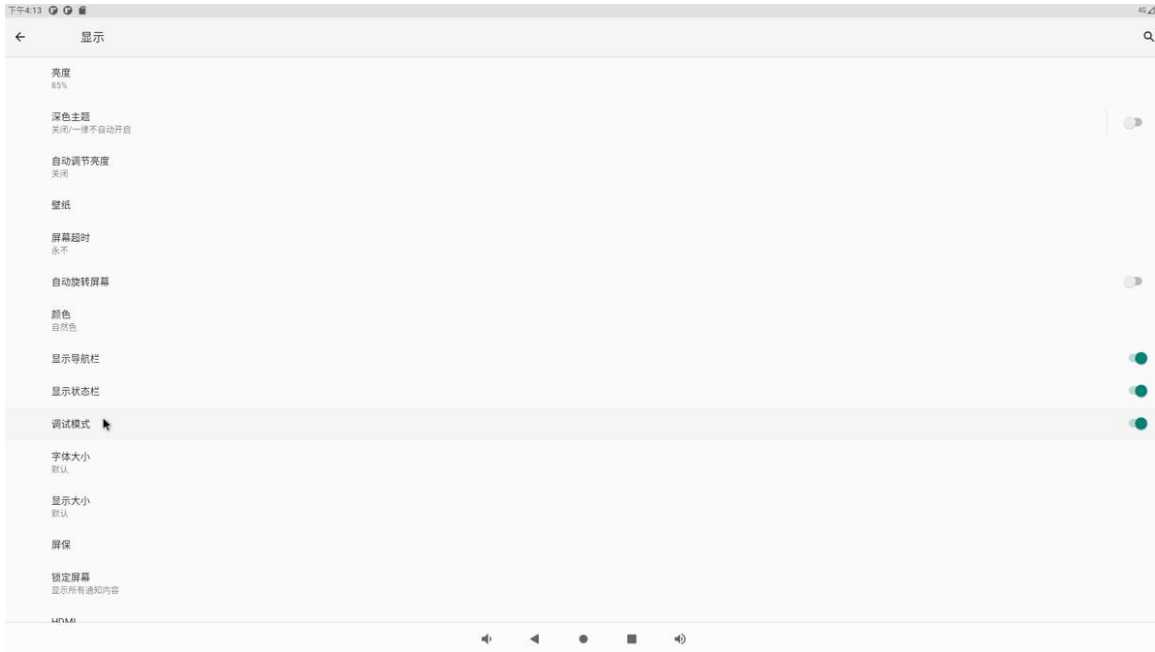 下午4:13
4G
显示
亮度
85%
深色主题
关闭/一律不自动开启
自动调节亮度
关闭
壁纸
屏幕超时
永不
自动旋转屏幕
颜色
自然色
显示导航栏
显示状态栏
调试模式
字体大小
默认
显示大小
默认
屏保
锁定屏幕
显示所有通知内容
HDMI